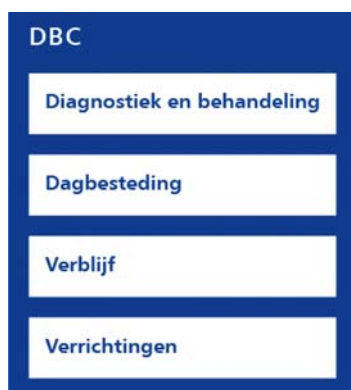 DBC
Diagnostiek en behandeling
Dagbesteding
Verblijf
Verrichtingen